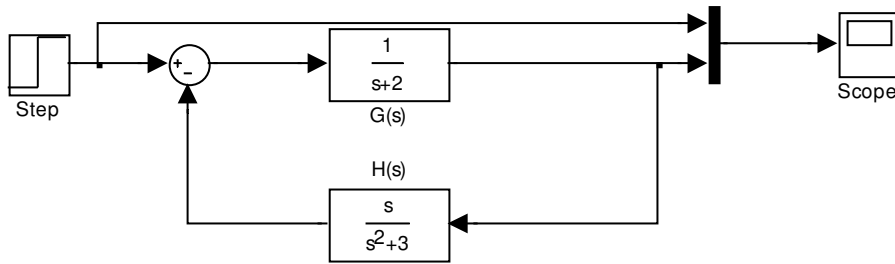 Step
+
−
1
s+2
G(s)
H(s)
s
s²+3
Scope